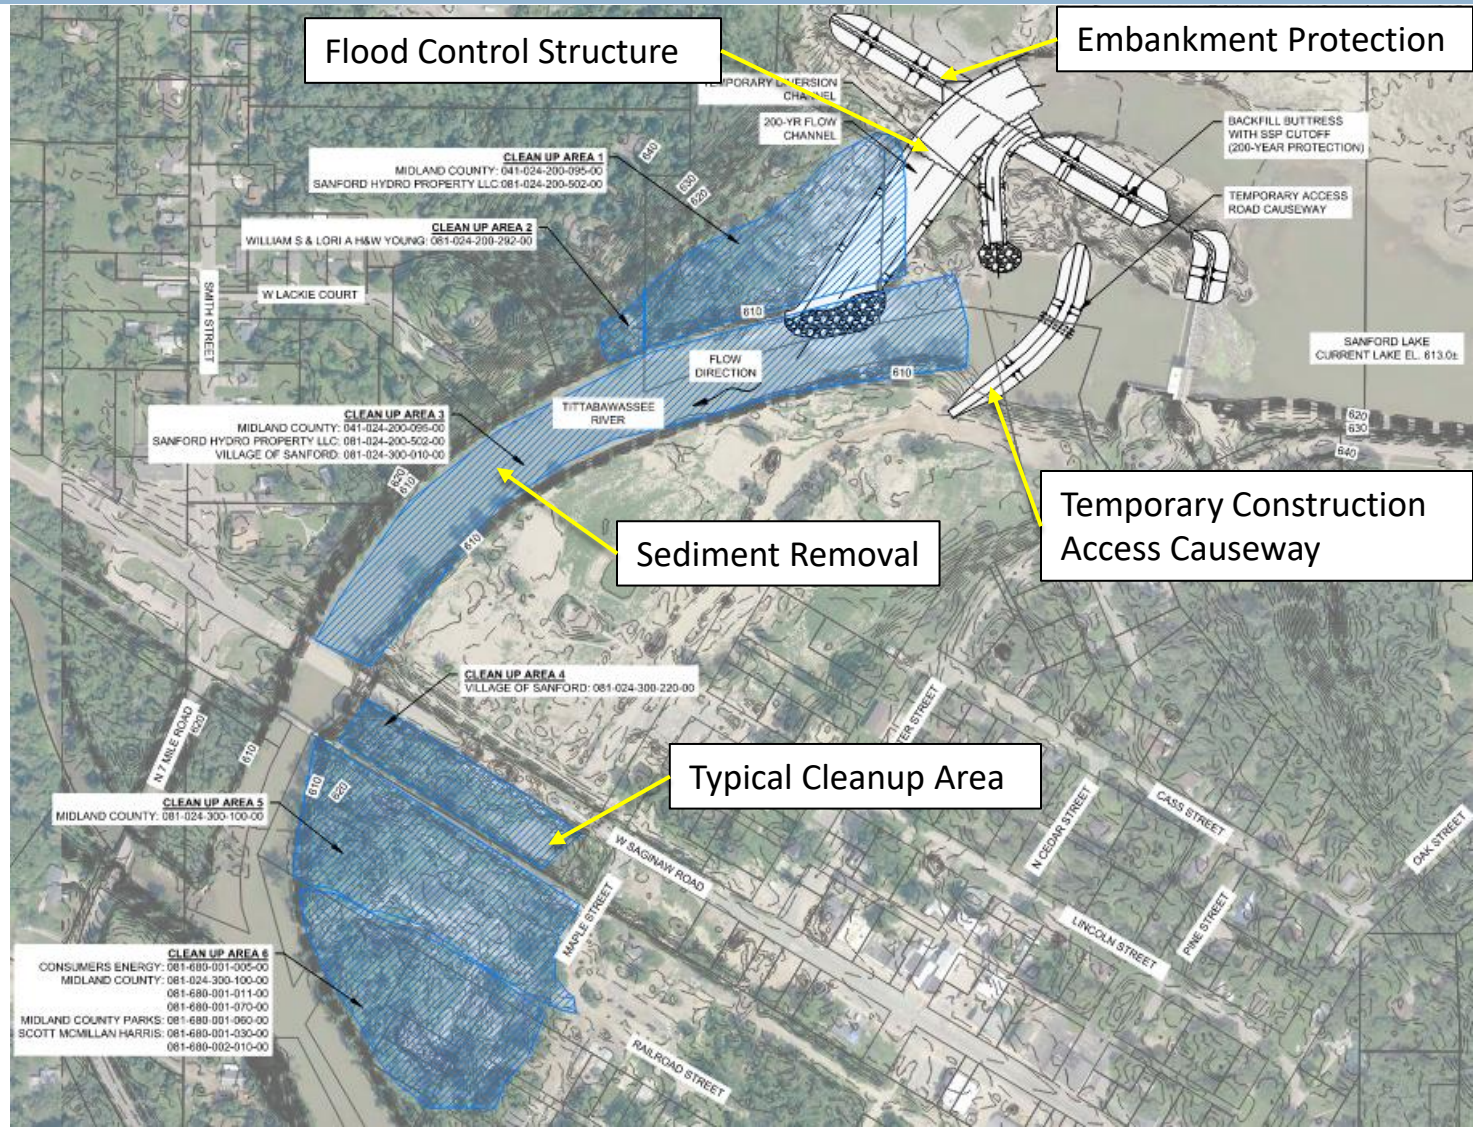 Flood Control Structure
Embankment Protection
TEMPORARY DIVERSION
CHANNEL
200-YR FLOW
CHANNEL
BACKFILL BUTTRESS
WITH SSP CUTOFF
(200-YEAR PROTECTION)
TEMPORARY ACCESS
ROAD CAUSEWAY
CLEAN UP AREA 1
MIDLAND COUNTY: 041-024-200-095-00
SANFORD HYDRO PROPERTY LLC:081-024-200-502-00
640
630
620
CLEAN UP AREA 2
WILLIAM S & LORI A H&W YOUNG: 081-024-200-292-00
SMITH STREET
W LACKIE COURT
610
FLOW
DIRECTION
610
SANFORD LAKE
CURRENT LAKE EL. 613.0±
TITTABAWASSEE
RIVER
CLEAN UP AREA 3
MIDLAND COUNTY: 041-024-200-095-00
SANFORD HYDRO PROPERTY LLC: 081-024-200-502-00
VILLAGE OF SANFORD: 081-024-300-010-00
620
630
640
620
610
610
Sediment Removal
Temporary Construction
Access Causeway
CLEAN UP AREA 4
VILLAGE OF SANFORD: 081-024-300-220-00
N 7 MILE ROAD
620
610
610
620
Typical Cleanup Area
TER STREET
CLEAN UP AREA 5
MIDLAND COUNTY: 081-024-300-100-00
W SAGINAW ROAD
N CEDAR STREET
CASS STREET
OAK STREET
MAPLE STREET
LINCOLN STREET
PINE STREET
CLEAN UP AREA 6
CONSUMERS ENERGY: 081-680-001-005-00
MIDLAND COUNTY: 081-024-300-100-00
081-680-001-011-00
081-680-001-070-00
MIDLAND COUNTY PARKS: 081-680-001-060-00
SCOTT MCMILLAN HARRIS: 081-680-001-030-00
081-680-002-010-00
RAILROAD STREET